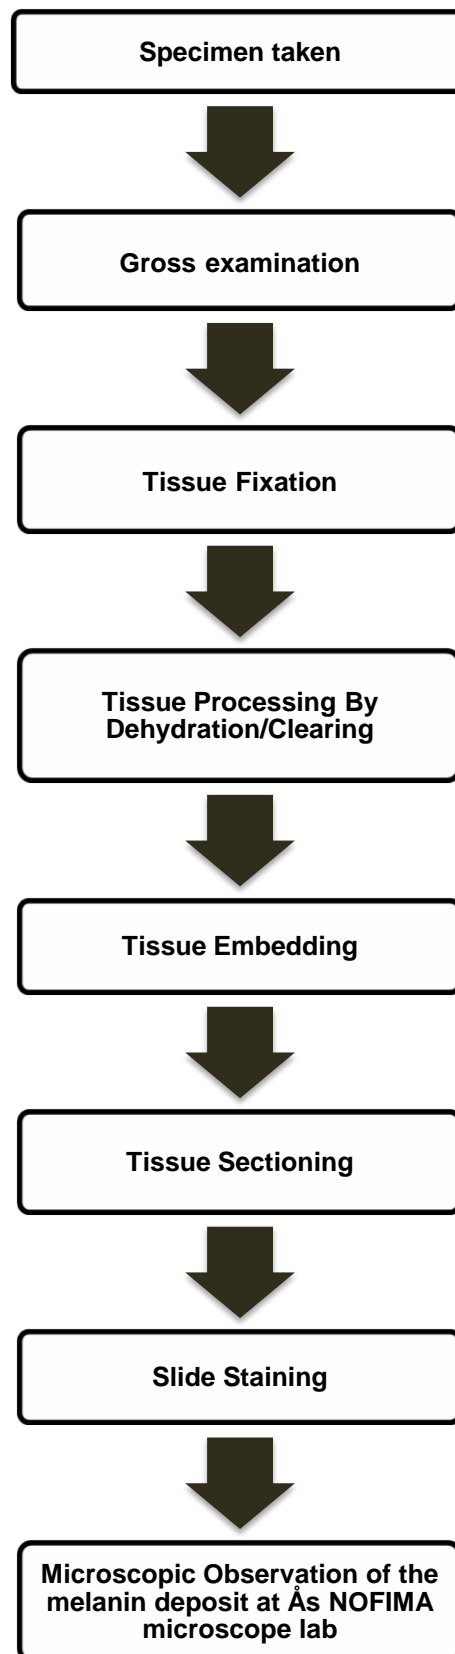 Specimen taken
Gross examination
Tissue Fixation
Tissue Processing By
Dehydration/Clearing
Tissue Embedding
Tissue Sectioning
Slide Staining
Microscopic Observation of the
melanin deposit at Ås NOFIMA
microscope lab